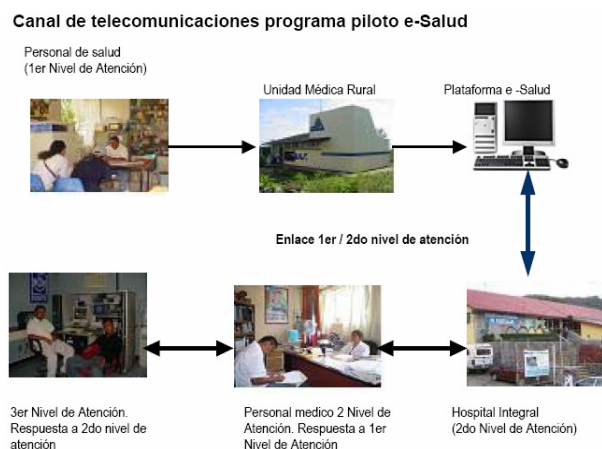 Canal de telecomunicaciones programa piloto e-Salud
Personal de salud
(1er Nivel de Atención)
Unidad Médica Rural
Plataforma e -Salud
Enlace 1er / 2do nivel de atención
3er Nivel de Atención.
Respuesta a 2do nivel de
atención
Personal medico 2 Nivel de
Atención. Respuesta a 1er
Nivel de Atención
Hospital Integral
(2do Nivel de Atención)